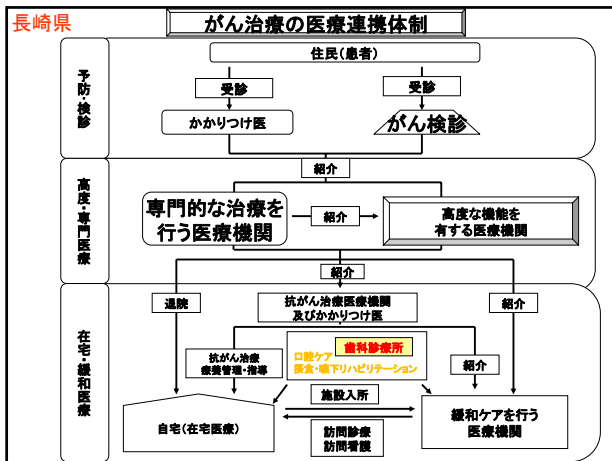 長崎県
がん治療の医療連携体制
住民(患者)
予防・検診
受診
受診
かかりつけ医
がん検診
紹介
高度・専門医療
専門的な治療を
行う医療機関
紹介
高度な機能を
有する医療機関
紹介
退院
抗がん治療医療機関
及びかかりつけ医
紹介
在宅・緩和医療
抗がん治療
療養管理・指導
歯科診療所
口腔ケア
摂食・嚥下リハビリテーション
紹介
施設入所
自宅(在宅医療)
緩和ケアを行う
医療機関
訪問診療
訪問看護